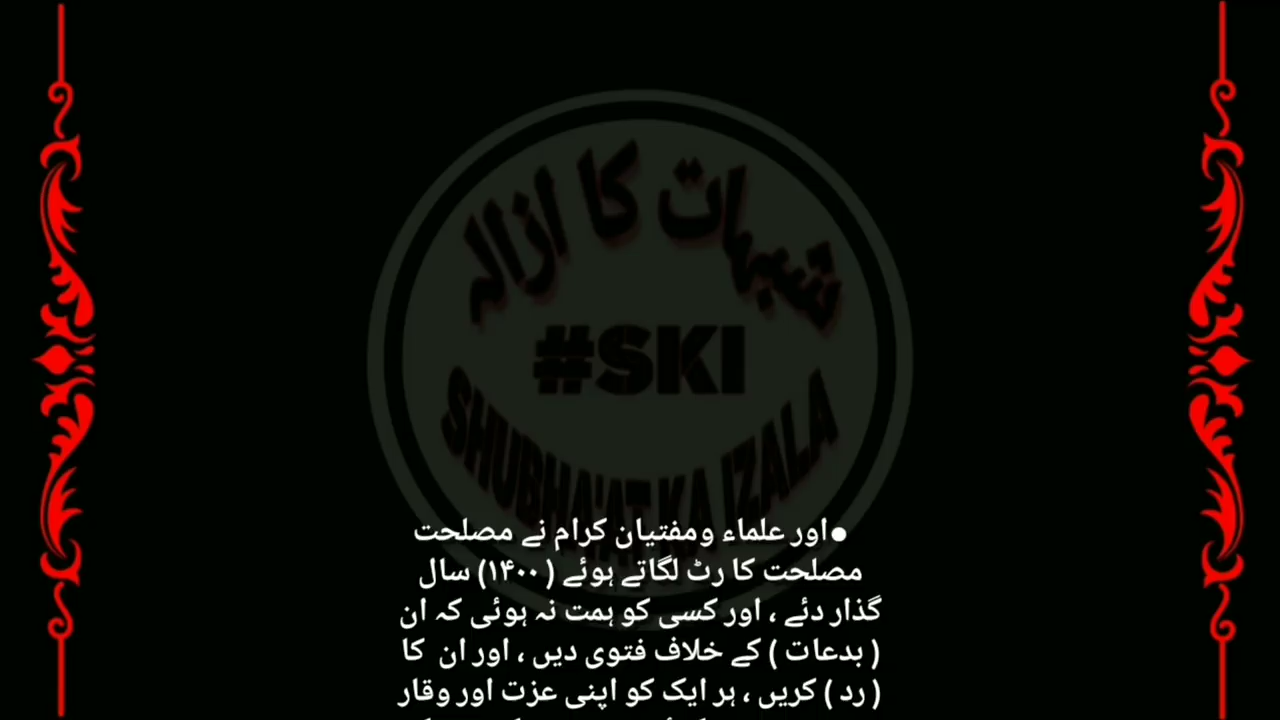 شبہات کا ازالہ
#SKI
SHUBHA'AT KA IZALA
●اور علماء ومفتیان کرام نے مصلحت
مصلحت کا رٹ لگاتے ہوئے (۱۴۰۰) سال
گذار دئے ، اور کسی کو ہمت نہ ہوئی کہ ان
( بدعات ) کے خلاف فتوی دیں ، اور ان کا
( رد ) کریں ، ہر ایک کو اپنی عزت اور وقار